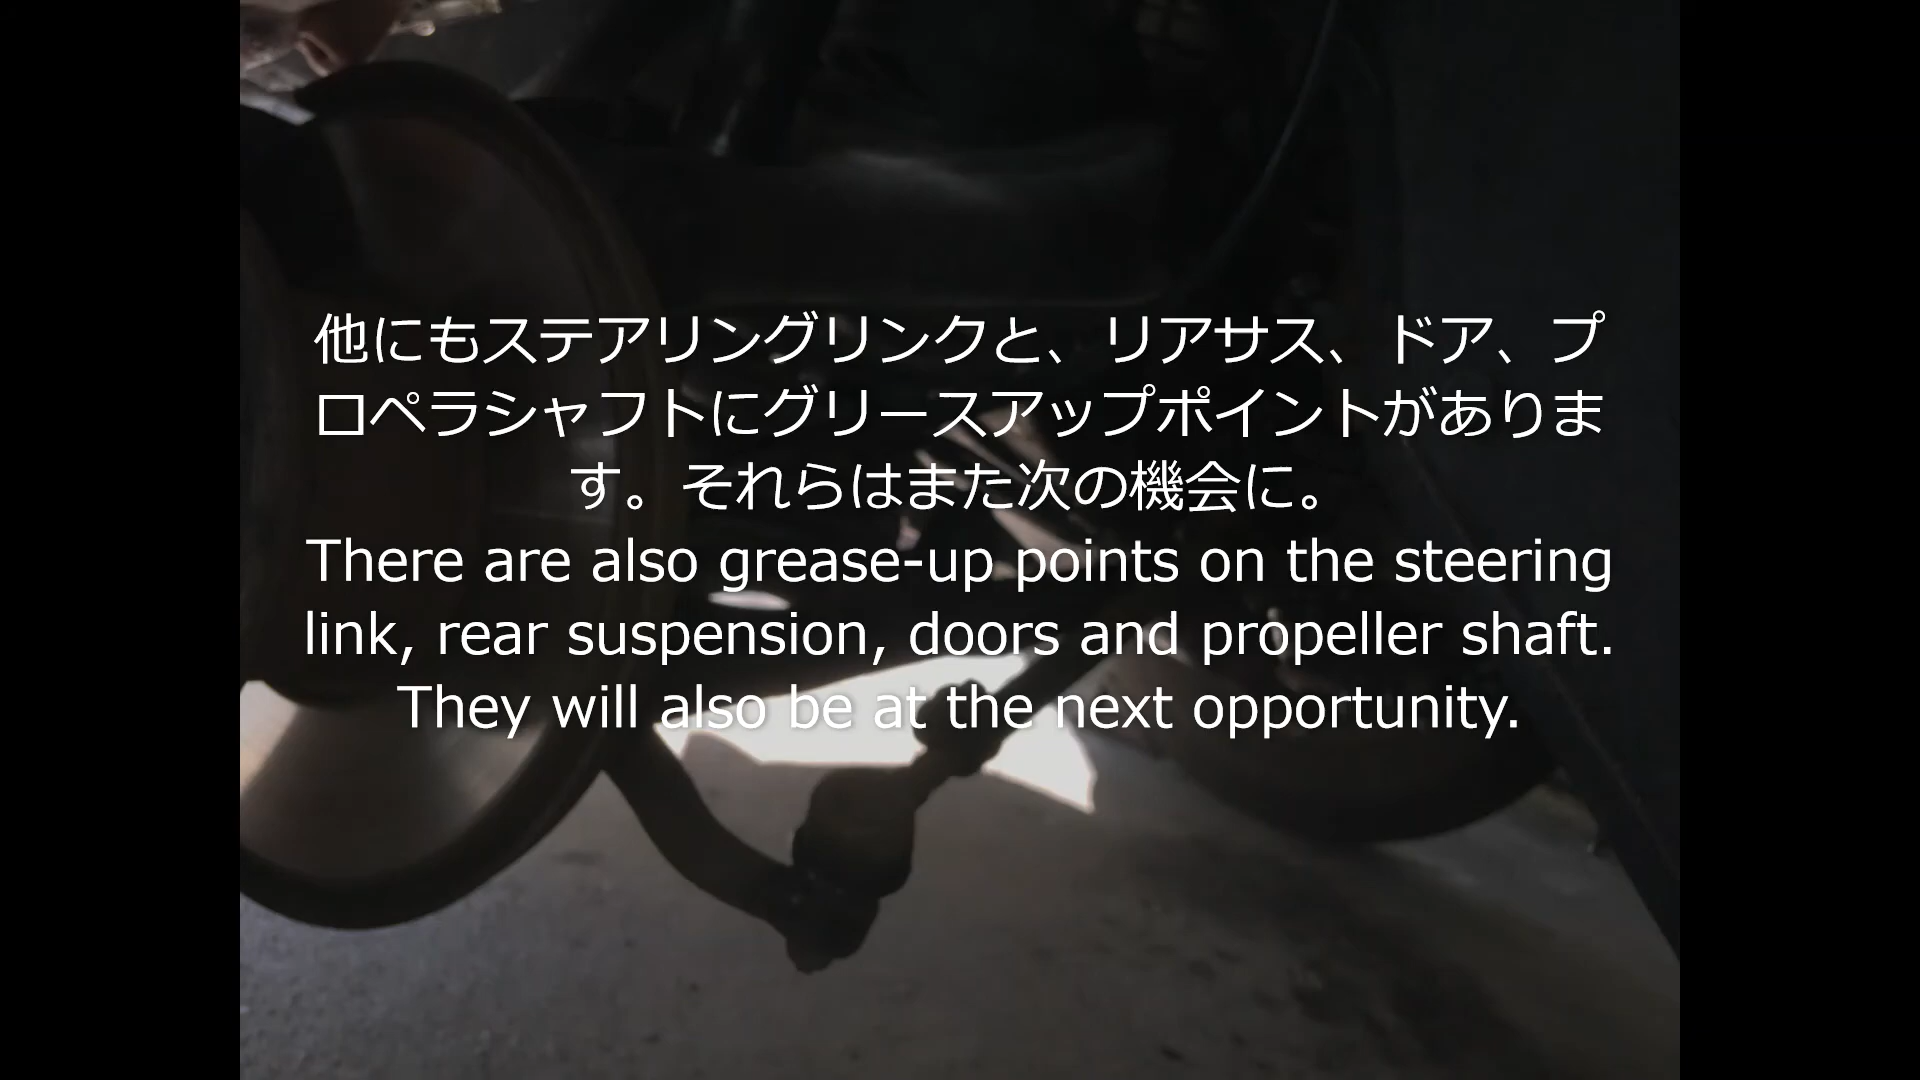 他にもステアリングリンクと、リアサス、ドア、プ
ロペラシャフトにグリースアップポイントがありま
す。それらはまた次の機会に。
There are also grease-up points on the steering
link, rear suspension, doors and propeller shaft.
They will also be at the next opportunity.